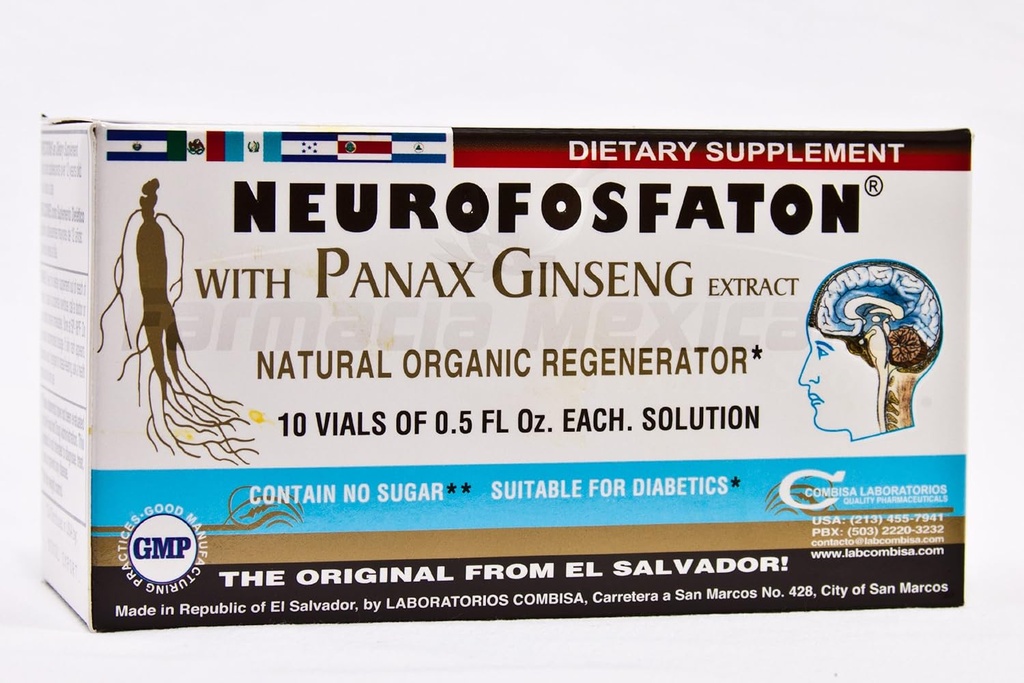 DIETARY SUPPLEMENT
NEUROFOSFATON®
WITH PANAX GINSENG EXTRACT
Farmacia Mexica
NATURAL ORGANIC REGENERATOR*
10 VIALS OF 0.5 FL Oz. EACH. SOLUTION
CONTAIN NO SUGAR** SUITABLE FOR DIABETICS*
COMBISA LABORATORIOS
QUALITY PHARMACEUTICALS
USA: (213) 455-7941
PBX: (503) 2220-3232
contacto@labcombisa.com
www.labcombisa.com
GOOD MANUFACTURING PRACTICES-
GMP
THE ORIGINAL FROM EL SALVADOR!
Made in Republic of El Salvador, by LABORATORIOS COMBISA, Carretera a San Marcos No. 428, City of San Marcos